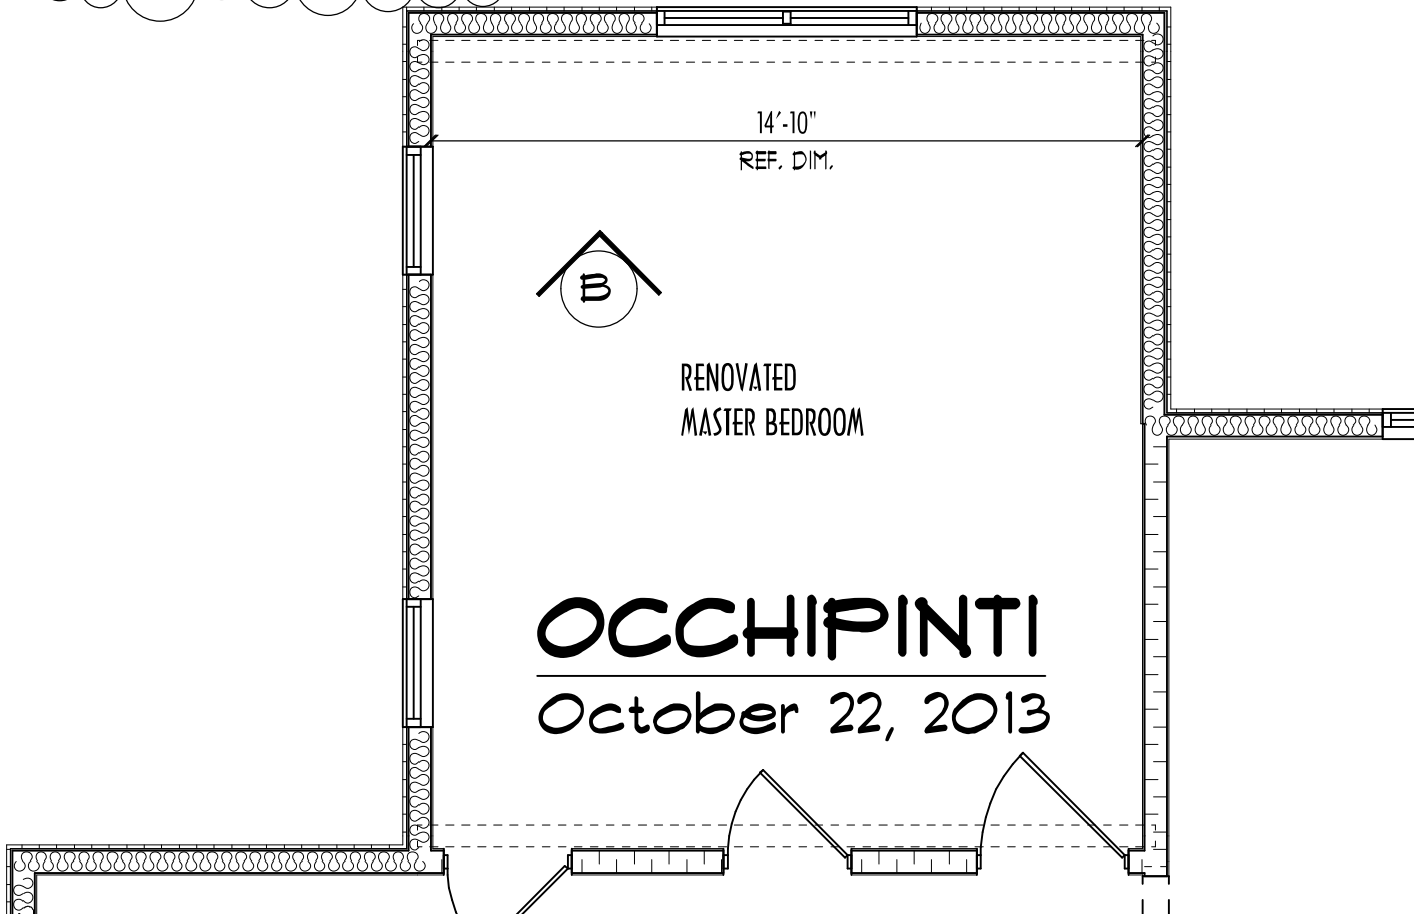 14'-10"
REF. DIM.
B
RENOVATED
MASTER BEDROOM
OCCHIPINTI
October 22, 2013